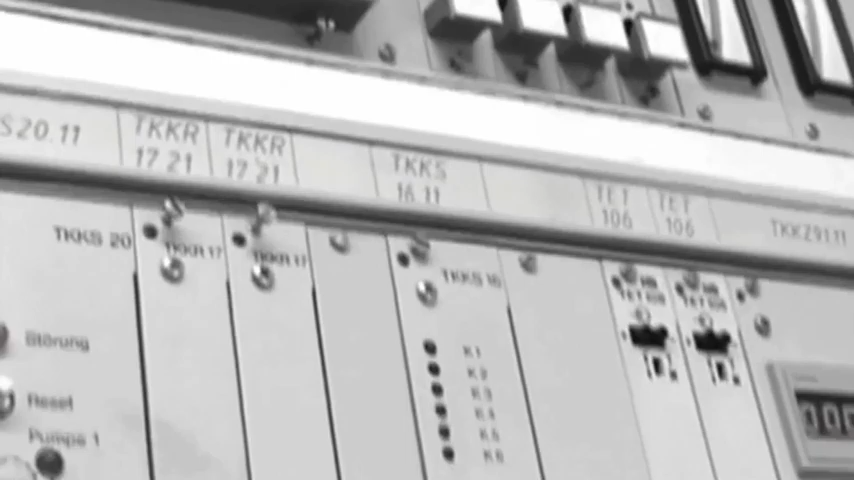 S20.11
TKKR
17 21
TKKR
17 21
TKKS
16.11
TET
106
TET
106
TKKZ91.11
TKKS 20
TKKR 17
TKKR 17
TKKS 16
Störung
Reset
Pumpe 1
K1
K2
K3
K4
K5
K6